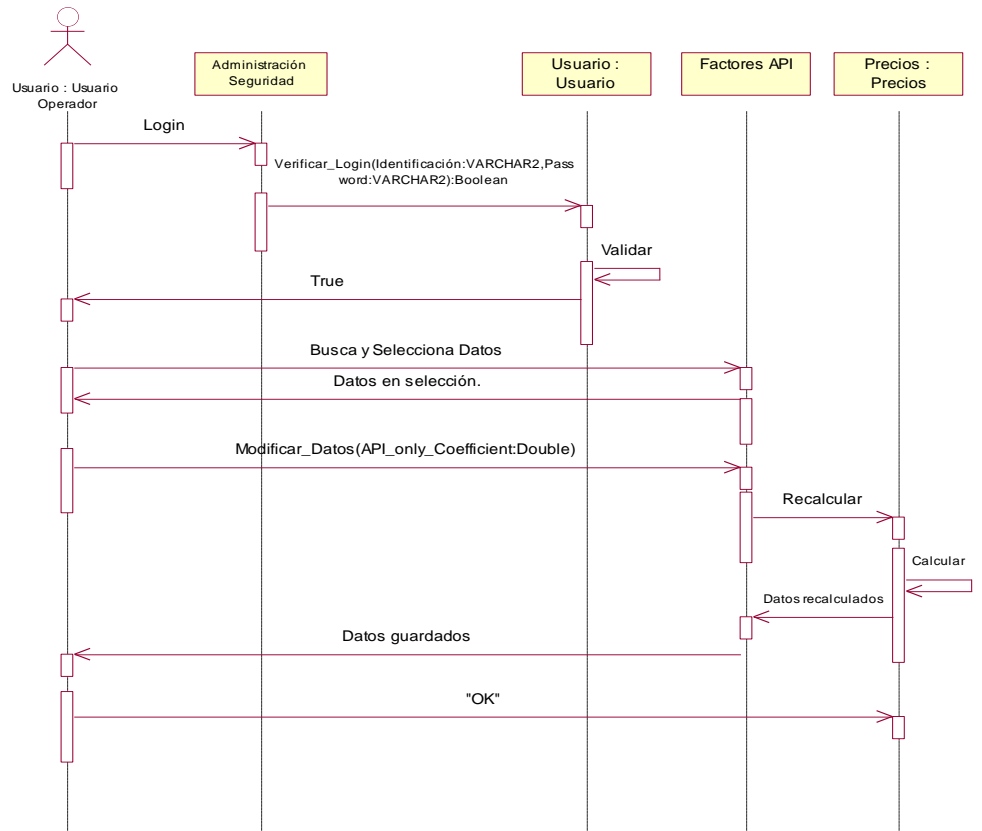 Usuario : Usuario
Operador
Administración
Seguridad
Usuario :
Usuario
Factores API
Precios :
Precios
Login
Verificar_Login(Identificación:VARCHAR2,Pass
word:VARCHAR2):Boolean
Validar
True
Busca y Selecciona Datos
Datos en selección.
Modificar_Datos(API_only_Coefficient:Double)
Recalcular
Calcular
Datos recalculados
Datos guardados
"OK"